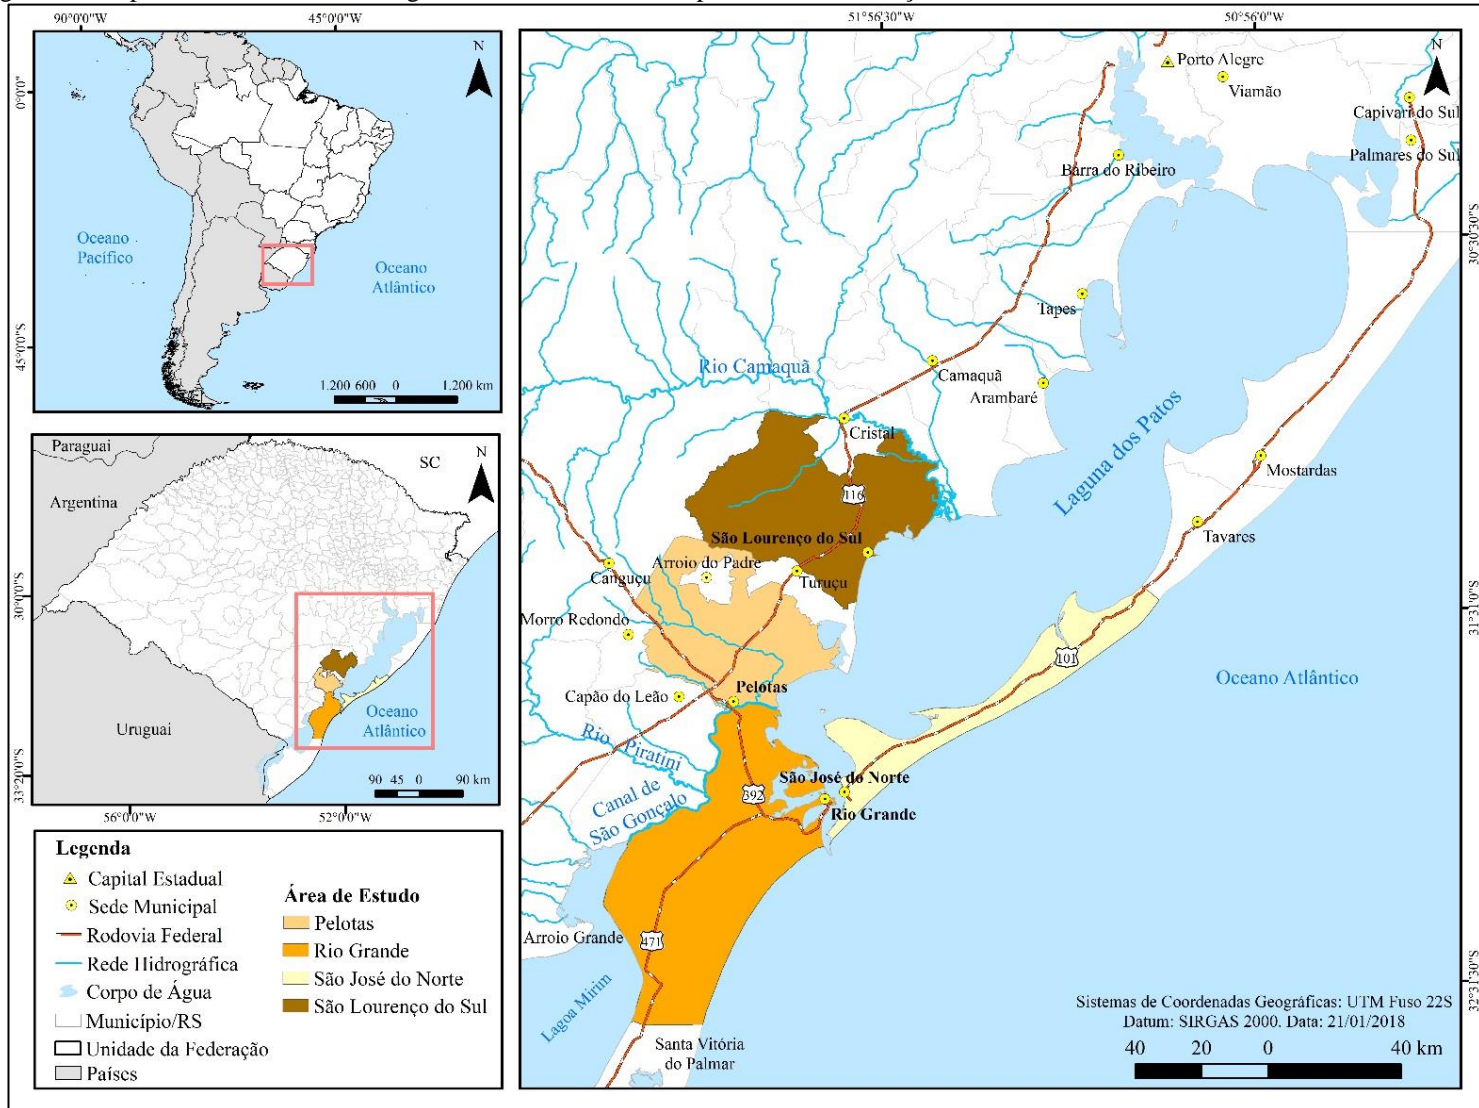 90°0'0"W
45°0'0"W
0°0'0"
45°0'0"S
N
Oceano
Pacífico
Oceano
Atlântico
1.200 600 0 1.200 km
Paraguai
Argentina
Uruguai
SC
N
Oceano
Atlântico
90 45 0 90 km
30°0'0"S
33°20'0"S
56°0'0"W
52°0'0"W
Legenda
Capital Estadual
Sede Municipal
Rodovia Federal
Rede Hidrográfica
Corpo de Água
Município/RS
Unidade da Federação
Países
Área de Estudo
Pelotas
Rio Grande
São José do Norte
São Lourenço do Sul
51°56'30"W
50°56'0"W
N
Porto Alegre
Viamão
Capivari do Sul
Palmares do Sul
Barra do Ribeiro
Tapes
Rio Camaquã
Camaquã
Arambaré
Cristal
Laguna dos Patos
Mostardas
116
São Lourenço do Sul
Tavares
Arroio do Padre
Canguçu
Turuçu
Morro Redondo
101
Oceano Atlântico
Capão do Leão
Pelotas
Rio Piratini
Canal de
São Gonçalo
São José do Norte
392
Rio Grande
Arroio Grande
471
Lagoa Mirim
Santa Vitória
do Palmar
30°30'30"S
31°31'0"S
32°31'30"S
Sistemas de Coordenadas Geográficas: UTM Fuso 22S
Datum: SIRGAS 2000. Data: 21/01/2018
40 20 0 40 km